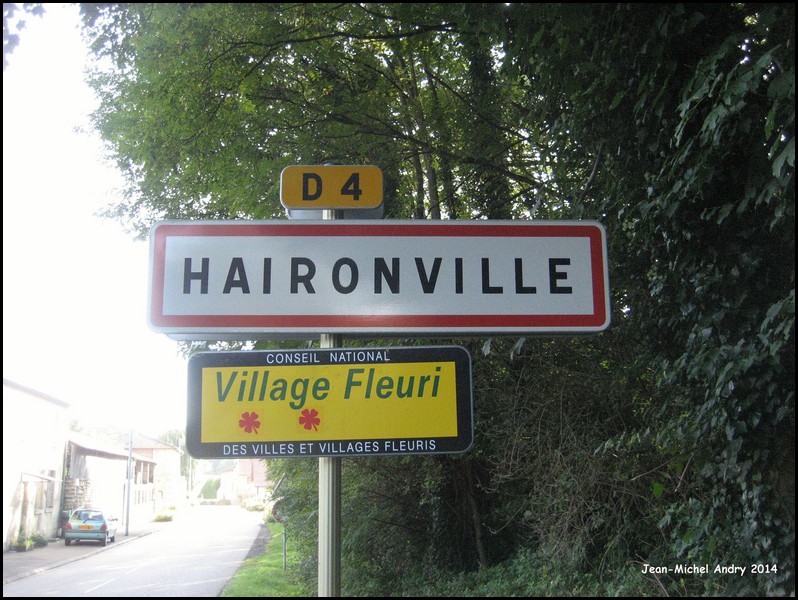 D 4
HAIRONVILLE
CONSEIL NATIONAL
Village Fleuri
DES VILLES ET VILLAGES FLEURIS
Jean-Michel Andry 2014